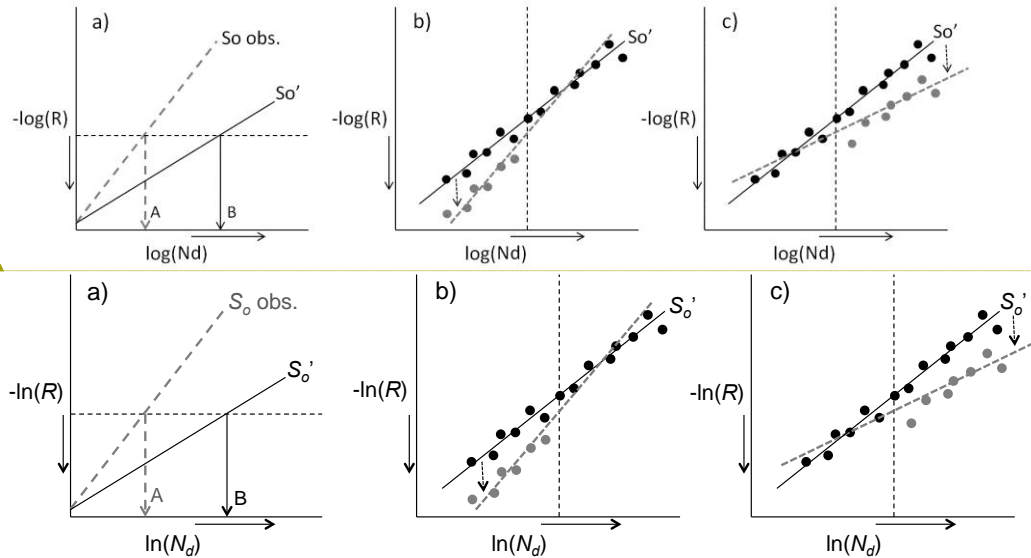 a)
So obs.
So’
-log(R)
A
B
log(Nd)
b)
So’
-log(R)
log(Nd)
c)
So’
-log(R)
log(Nd)
a)
So obs.
So’
-ln(R)
A
B
ln(Nd)
b)
So’
-ln(R)
ln(Nd)
c)
So’
-ln(R)
ln(Nd)